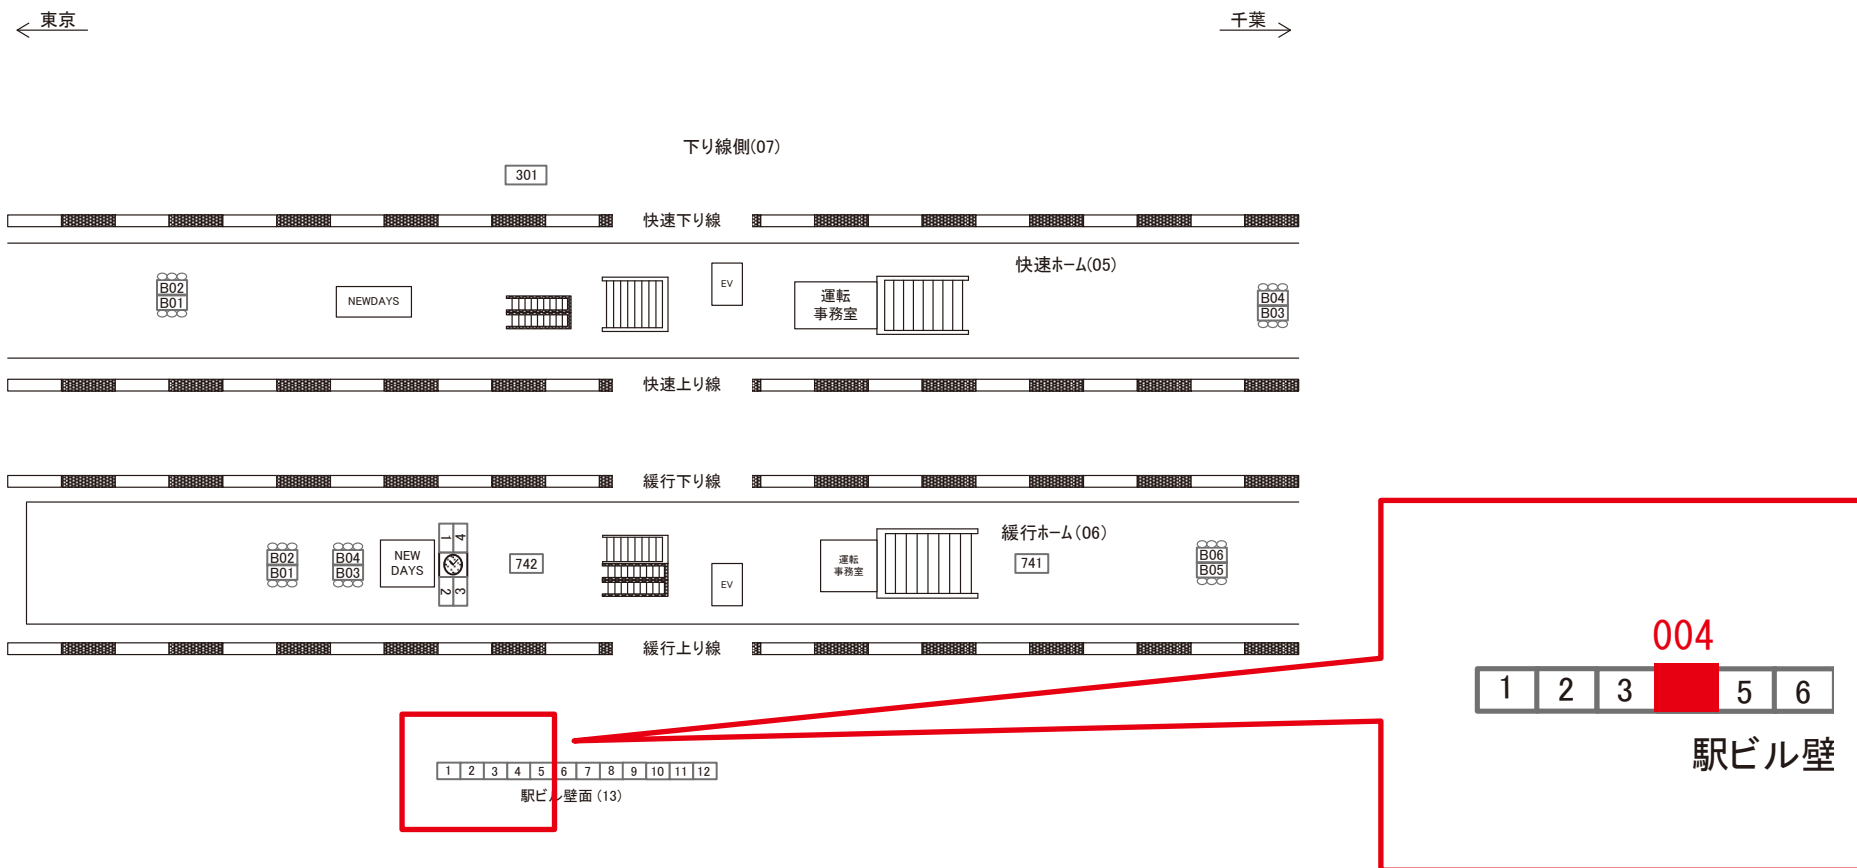 東京
千葉
下り線側(07)
301
快速下り線
快速ホーム(05)
B02
B01
NEWDAYS
EV
運転
事務室
B04
B03
快速上り線
緩行下り線
緩行ホーム(06)
B02
B01
B04
B03
NEW
DAYS
1 4
2 3
742
EV
運転
事務室
741
B06
B05
緩行上り線
1 2 3 4 5 6 7 8 9 10 11 12
駅ビル壁面(13)
004
1 2 3 5 6
駅ビル壁